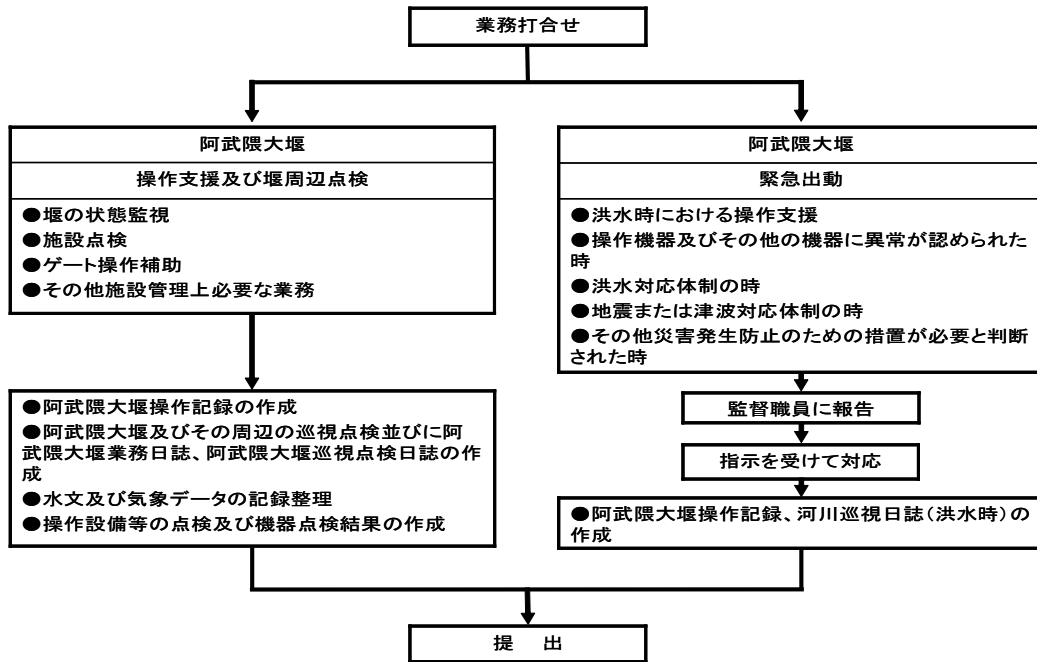 業務打合せ
阿武隈大堰
操作支援及び堰周辺点検
●堰の状態監視
●施設点検
●ゲート操作補助
●その他施設管理上必要な業務
●阿武隈大堰操作記録の作成
●阿武隈大堰及びその周辺の巡視点検並びに阿
武隈大堰業務日誌、阿武隈大堰巡視点検日誌の作
成
●水文及び気象データの記録整理
●操作設備等の点検及び機器点検結果の作成
阿武隈大堰
緊急出動
●洪水時における操作支援
●操作機器及びその他の機器に異常が認められた
時
●洪水対応体制の時
●地震または津波対応体制の時
●その他災害発生防止のための措置が必要と判断
された時
監督職員に報告
指示を受けて対応
●阿武隈大堰操作記録、河川巡視日誌(洪水時)の
作成
提　出